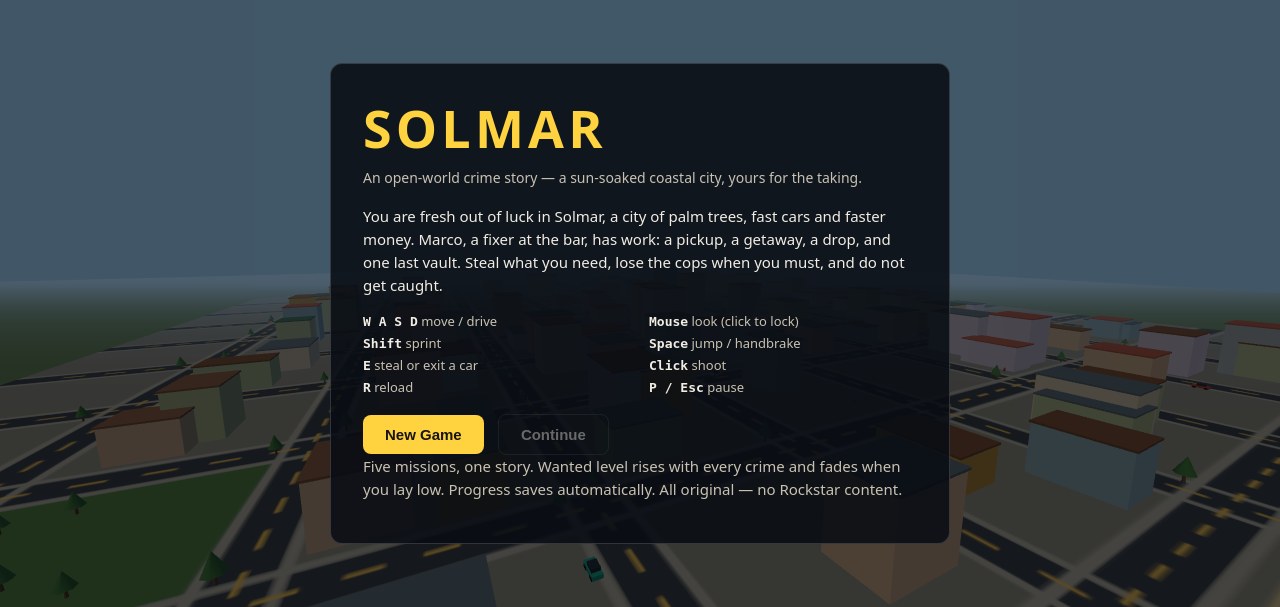 SOLMAR
An open-world crime story — a sun-soaked coastal city, yours for the taking.
You are fresh out of luck in Solmar, a city of palm trees, fast cars and faster
money. Marco, a fixer at the bar, has work: a pickup, a getaway, a drop, and
one last vault. Steal what you need, lose the cops when you must, and do not
get caught.
W A S D move / drive
Mouse look (click to lock)
Shift sprint
Space jump / handbrake
E steal or exit a car
Click shoot
R reload
P / Esc pause
New Game
Continue
Five missions, one story. Wanted level rises with every crime and fades when
you lay low. Progress saves automatically. All original — no Rockstar content.